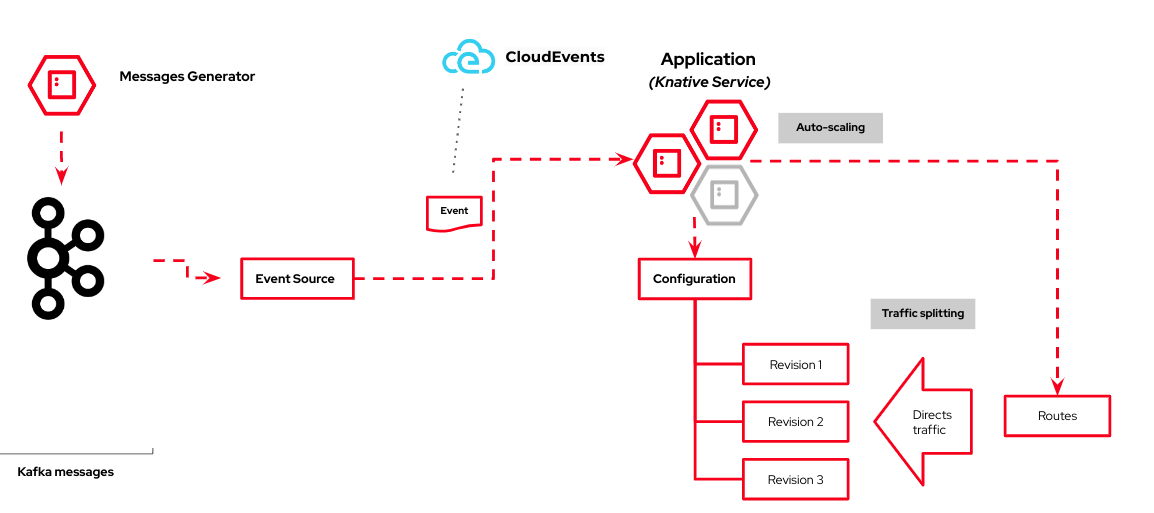 Messages Generator
CloudEvents
Application
(Knative Service)
Auto-scaling
Event
Event Source
Configuration
Traffic splitting
Revision 1
Revision 2
Revision 3
Directs
traffic
Routes
Kafka messages